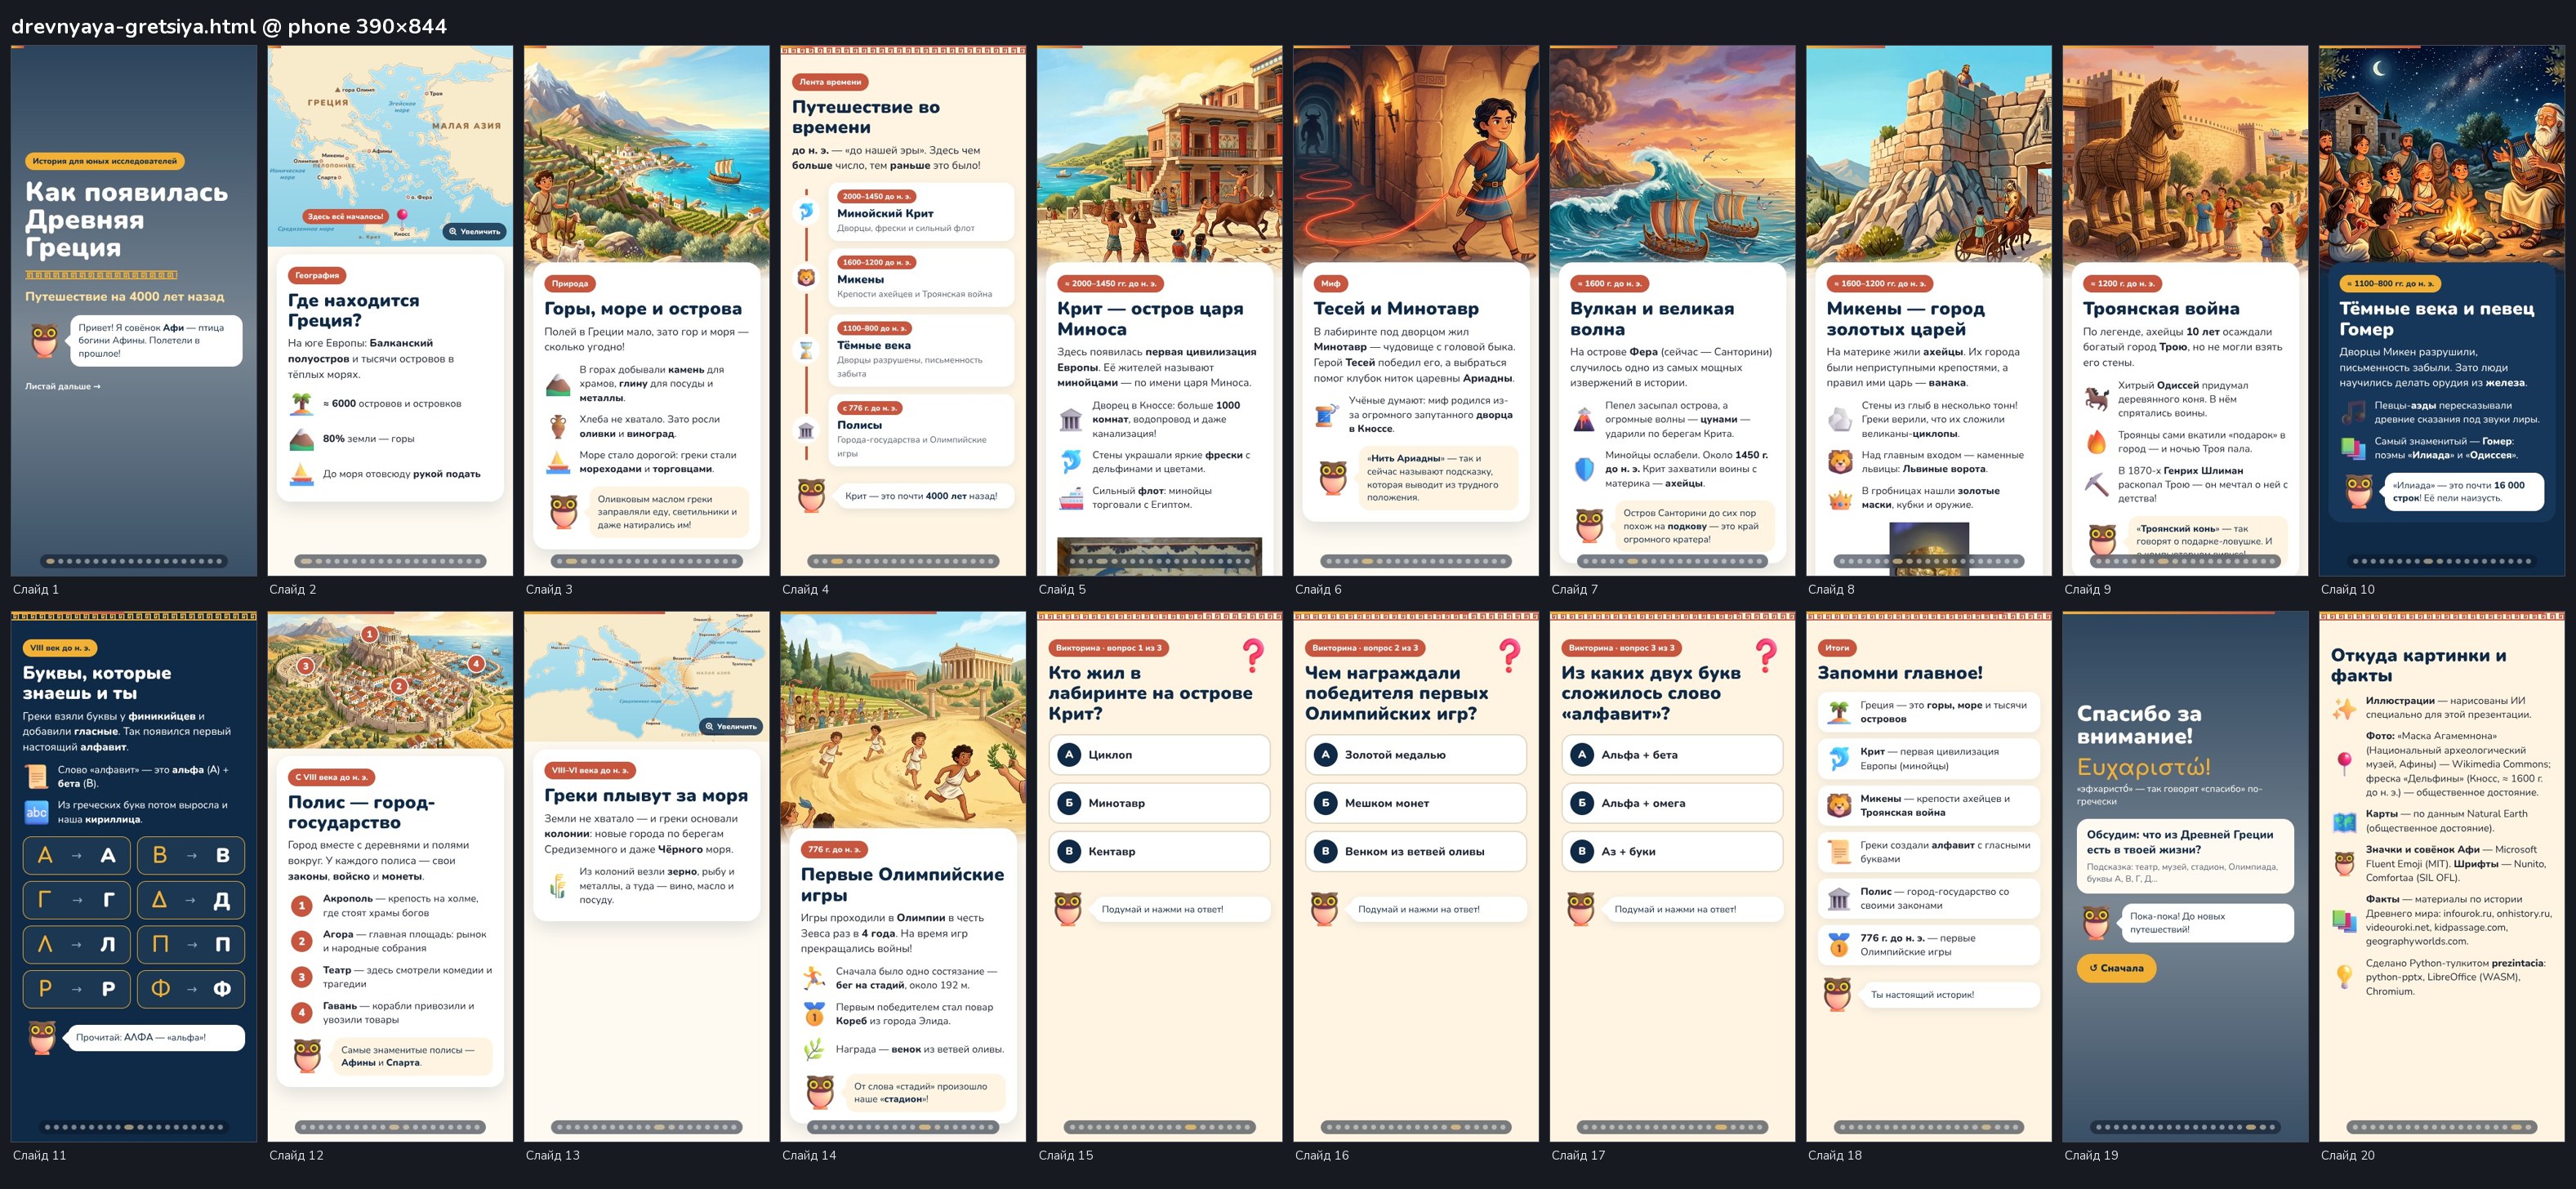 drevnyaya-gretsiya.html @ phone 390×844
История для юных исследователей
Как появилась
Древняя
Греция
Путешествие на 4000 лет назад
Привет! Я совёнок Афи — птица
богини Афины. Полетели в
прошлое!
Листай дальше →
Слайд 1
гора Олимп
Троя
ГРЕЦИЯ
Эгейское
море
МАЛАЯ АЗИЯ
Афины
Микены
Олимпия
ПЕЛОПОННЕС
Ионическое
море
Спарта
о. Фера
Здесь всё началось!
Средиземное море
Кносс
о. Крит
Увеличить
География
Где находится
Греция?
На юге Европы: Балканский
полуостров и тысячи островов в
тёплых морях.
≈ 6000 островов и островков
80% земли — горы
До моря отовсюду рукой подать
Слайд 2
Природа
Горы, море и острова
Полей в Греции мало, зато гор и моря —
сколько угодно!
В горах добывали камень для
храмов, глину для посуды и
металлы.
Хлеба не хватало. Зато росли
оливки и виноград.
Море стало дорогой: греки стали
мореходами и торговцами.
Оливковым маслом греки
заправляли еду, светильники и
даже натирались им!
Слайд 3
Лента времени
Путешествие во
времени
до н. э. — «до нашей эры». Здесь чем
больше число, тем раньше это было!
2000–1450 до н. э.
Минойский Крит
Дворцы, фрески и сильный флот
1600–1200 до н. э.
Микены
Крепости ахейцев и Троянская война
1100–800 до н. э.
Тёмные века
Дворцы разрушены, письменность
забыта
с 776 г. до н. э.
Полисы
Города-государства и Олимпийские
игры
Крит — это почти 4000 лет назад!
Слайд 4
≈ 2000–1450 гг. до н. э.
Крит — остров царя
Миноса
Здесь появилась первая цивилизация
Европы. Её жителей называют
минойцами — по имени царя Миноса.
Дворец в Кноссе: больше 1000
комнат, водопровод и даже
канализация!
Стены украшали яркие фрески с
дельфинами и цветами.
Сильный флот: минойцы
торговали с Египтом.
Слайд 5
Миф
Тесей и Минотавр
В лабиринте под дворцом жил
Минотавр — чудовище с головой быка.
Герой Тесей победил его, а выбраться
помог клубок ниток царевны Ариадны.
Учёные думают: миф родился из-
за огромного запутанного дворца
в Кноссе.
«Нить Ариадны» — так и
сейчас называют подсказку,
которая выводит из трудного
положения.
Слайд 6
≈ 1600 г. до н. э.
Вулкан и великая
волна
На острове Фера (сейчас — Санторини)
случилось одно из самых мощных
извержений в истории.
Пепел засыпал острова, а
огромные волны — цунами —
ударили по берегам Крита.
Минойцы ослабели. Около 1450 г.
до н. э. Крит захватили воины с
материка — ахейцы.
Остров Санторини до сих пор
похож на подкову — это край
огромного кратера!
Слайд 7
≈ 1600–1200 гг. до н. э.
Микены — город
золотых царей
На материке жили ахейцы. Их города
были неприступными крепостями, а
правил ими царь — ванака.
Стены из глыб в несколько тонн!
Греки верили, что их сложили
великаны-циклопы.
Над главным входом — каменные
львицы: Львиные ворота.
В гробницах нашли золотые
маски, кубки и оружие.
Слайд 8
≈ 1200 г. до н. э.
Троянская война
По легенде, ахейцы 10 лет осаждали
богатый город Трою, но не могли взять
его стены.
Хитрый Одиссей придумал
деревянного коня. В нём
спрятались воины.
Троянцы сами вкатили «подарок» в
город — и ночью Троя пала.
В 1870-х Генрих Шлиман
раскопал Трою — он мечтал о ней с
детства!
«Троянский конь» — так
говорят о подарке-ловушке. И
Слайд 9
≈ 1100–800 гг. до н. э.
Тёмные века и певец
Гомер
Дворцы Микен разрушили,
письменность забыли. Зато люди
научились делать орудия из железа.
Певцы-аэды пересказывали
древние сказания под звуки лиры.
Самый знаменитый — Гомер:
поэмы «Илиада» и «Одиссея».
«Илиада» — это почти 16 000
строк! Её пели наизусть.
Слайд 10
VIII век до н. э.
Буквы, которые
знаешь и ты
Греки взяли буквы у финикийцев и
добавили гласные. Так появился первый
настоящий алфавит.
Слово «алфавит» — это альфа (А) +
бета (В).
abc
Из греческих букв потом выросла и
наша кириллица.
Α → А
Β → В
Γ → Г
Δ → Д
Λ → Л
Π → П
Ρ → Р
Φ → Ф
Прочитай: ΑΛΦΑ — «альфа»!
Слайд 11
1
3
4
2
С VIII века до н. э.
Полис — город-
государство
Город вместе с деревнями и полями
вокруг. У каждого полиса — свои
законы, войско и монеты.
1
Акрополь — крепость на холме,
где стоят храмы богов
2
Агора — главная площадь: рынок
и народные собрания
3
Театр — здесь смотрели комедии и
трагедии
4
Гавань — корабли привозили и
увозили товары
Самые знаменитые полисы —
Афины и Спарта.
Слайд 12
Увеличить
VIII–VI века до н. э.
Греки плывут за моря
Земли не хватало — и греки основали
колонии: новые города по берегам
Средиземного и даже Чёрного моря.
Из колоний везли зерно, рыбу и
металлы, а туда — вино, масло и
посуду.
Слайд 13
776 г. до н. э.
Первые Олимпийские
игры
Игры проходили в Олимпии в честь
Зевса раз в 4 года. На время игр
прекращались войны!
Сначала было одно состязание —
бег на стадий, около 192 м.
1
Первым победителем стал повар
Кореб из города Элида.
Награда — венок из ветвей оливы.
От слова «стадий» произошло
наше «стадион»!
Слайд 14
Викторина · вопрос 1 из 3
Кто жил в
лабиринте на острове
Крит?
А Циклоп
Б Минотавр
В Кентавр
Подумай и нажми на ответ!
Слайд 15
Викторина · вопрос 2 из 3
Чем награждали
победителя первых
Олимпийских игр?
А Золотой медалью
Б Мешком монет
В Венком из ветвей оливы
Подумай и нажми на ответ!
Слайд 16
Викторина · вопрос 3 из 3
Из каких двух букв
сложилось слово
«алфавит»?
А Альфа + бета
Б Альфа + омега
В Аз + буки
Подумай и нажми на ответ!
Слайд 17
Итоги
Запомни главное!
Греция — это горы, море и тысячи
островов
Крит — первая цивилизация
Европы (минойцы)
Микены — крепости ахейцев и
Троянская война
Греки создали алфавит с гласными
буквами
Полис — город-государство со
своими законами
1
776 г. до н. э. — первые
Олимпийские игры
Ты настоящий историк!
Слайд 18
Спасибо за
внимание!
Ευχαριστώ!
«эфхаристо́» — так говорят «спасибо» по-
гречески
Обсудим: что из Древней Греции
есть в твоей жизни?
Подсказка: театр, музей, стадион, Олимпиада,
буквы А, В, Г, Д…
Пока-пока! До новых
путешествий!
↺ Сначала
Слайд 19
Откуда картинки и
факты
Иллюстрации — нарисованы ИИ
специально для этой презентации.
Фото: «Маска Агамемнона»
(Национальный археологический
музей, Афины) — Wikimedia Commons;
фреска «Дельфины» (Кносс, ≈ 1600 г.
до н. э.) — общественное достояние.
Карты — по данным Natural Earth
(общественное достояние).
Значки и совёнок Афи — Microsoft
Fluent Emoji (MIT). Шрифты — Nunito,
Comfortaa (SIL OFL).
Факты — материалы по истории
Древнего мира: infourok.ru, onhistory.ru,
videouroki.net, kidpassage.com,
geographyworlds.com.
Сделано Python-тулкитом prezintacia:
python-pptx, LibreOffice (WASM),
Chromium.
Слайд 20